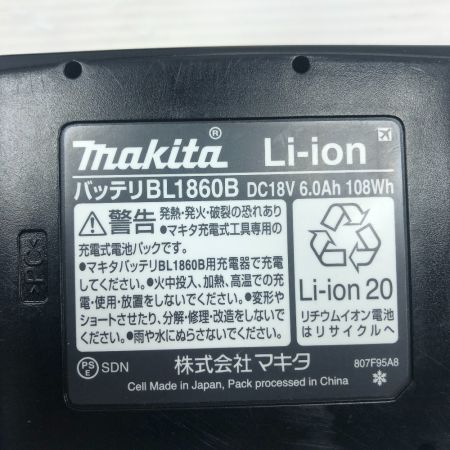 makita® Li-ion
バッテリBL1860B DC18V 6.0Ah 108Wh
⚠警告 発熱・発火・破裂の恐れあり
●マキタ充電式工具専用の
充電式電池パックです。
●マキタバッテリBL1860B用充電器で充電
してください。●火中投入、加熱、高温での充
電・使用・放置をしないでください。●変形や
ショートさせたり、分解・修理・改造をしないで
ください。●雨や水にぬらさないでください。
Li-ion 20
リチウムイオン電池
はリサイクルへ
>PC<
PS
E SDN
株式会社マキタ
807F95A8
Cell Made in Japan, Pack processed in China